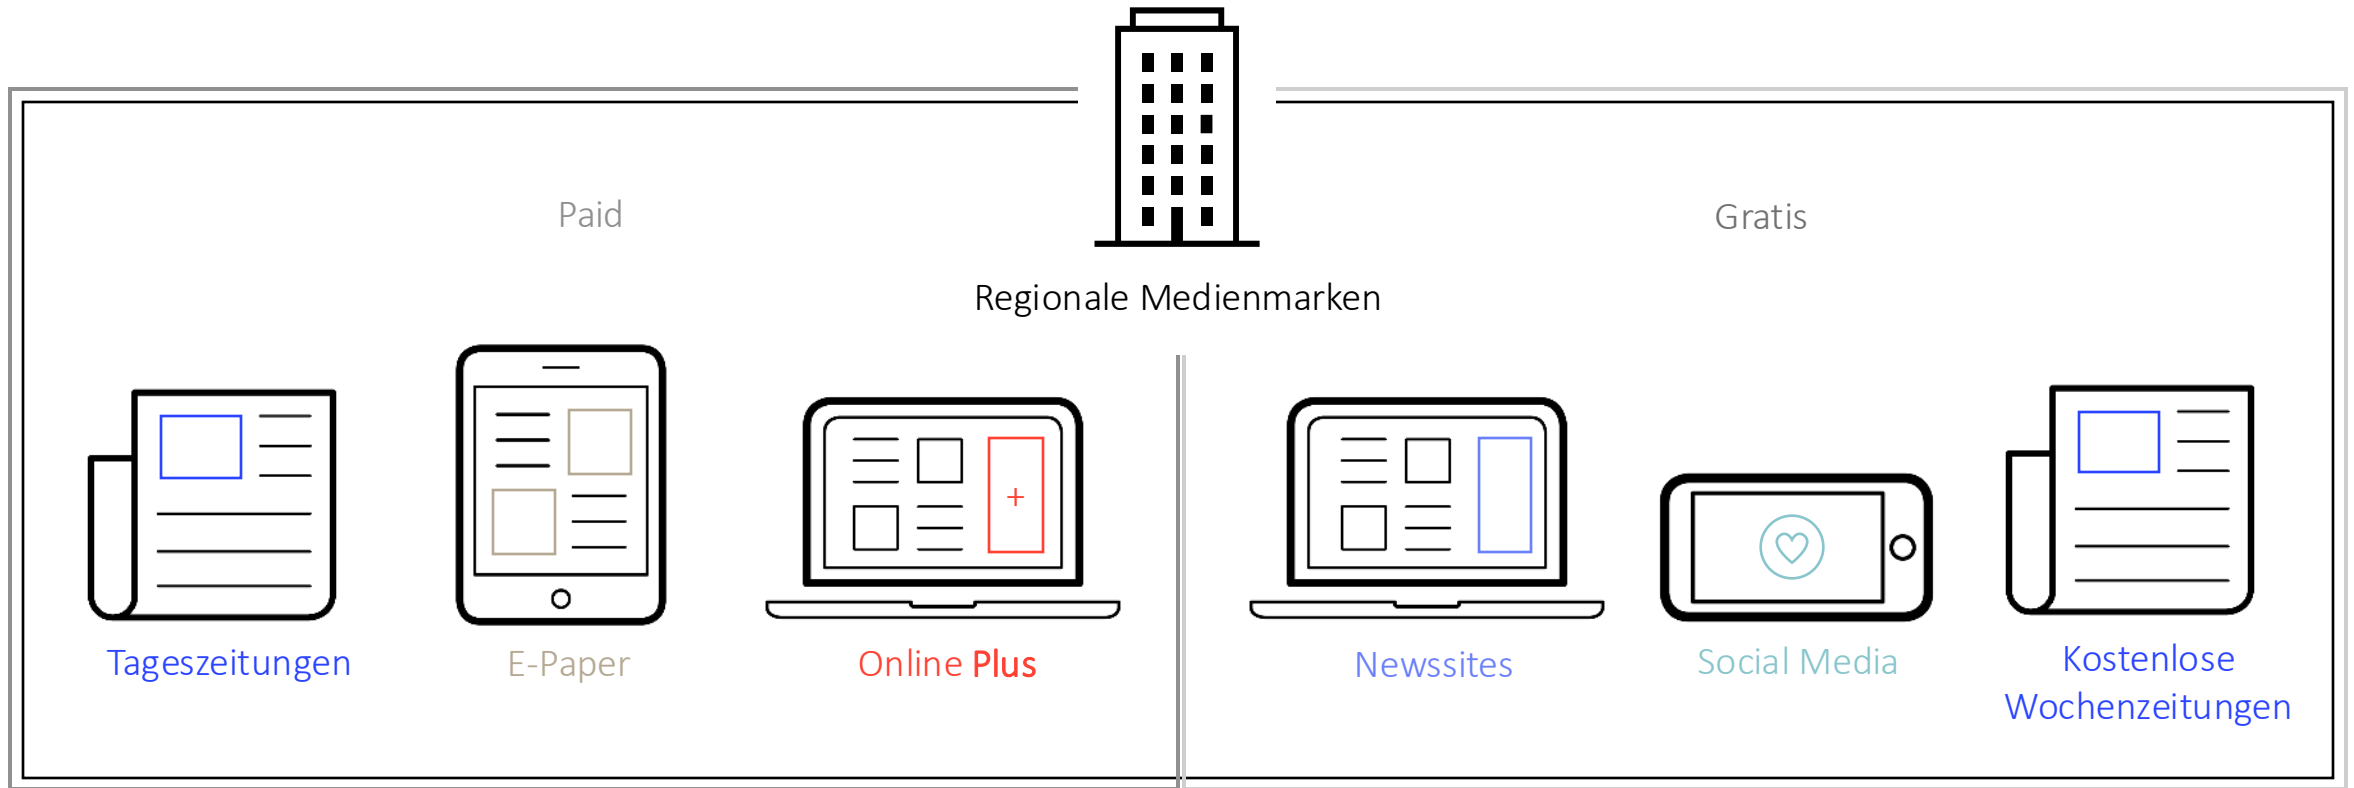 Paid
Gratis
Regionale Medienmarken
+
Tageszeitungen
E-Paper
Online Plus
Newssites
Social Media
Kostenlose
Wochenzeitungen